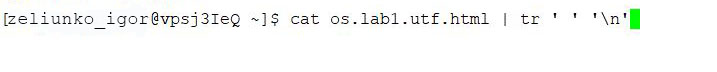 [zeliunko_igor@vpsj3IeQ ~]$ cat os.lab1.utf.html | tr ' ' '\n'